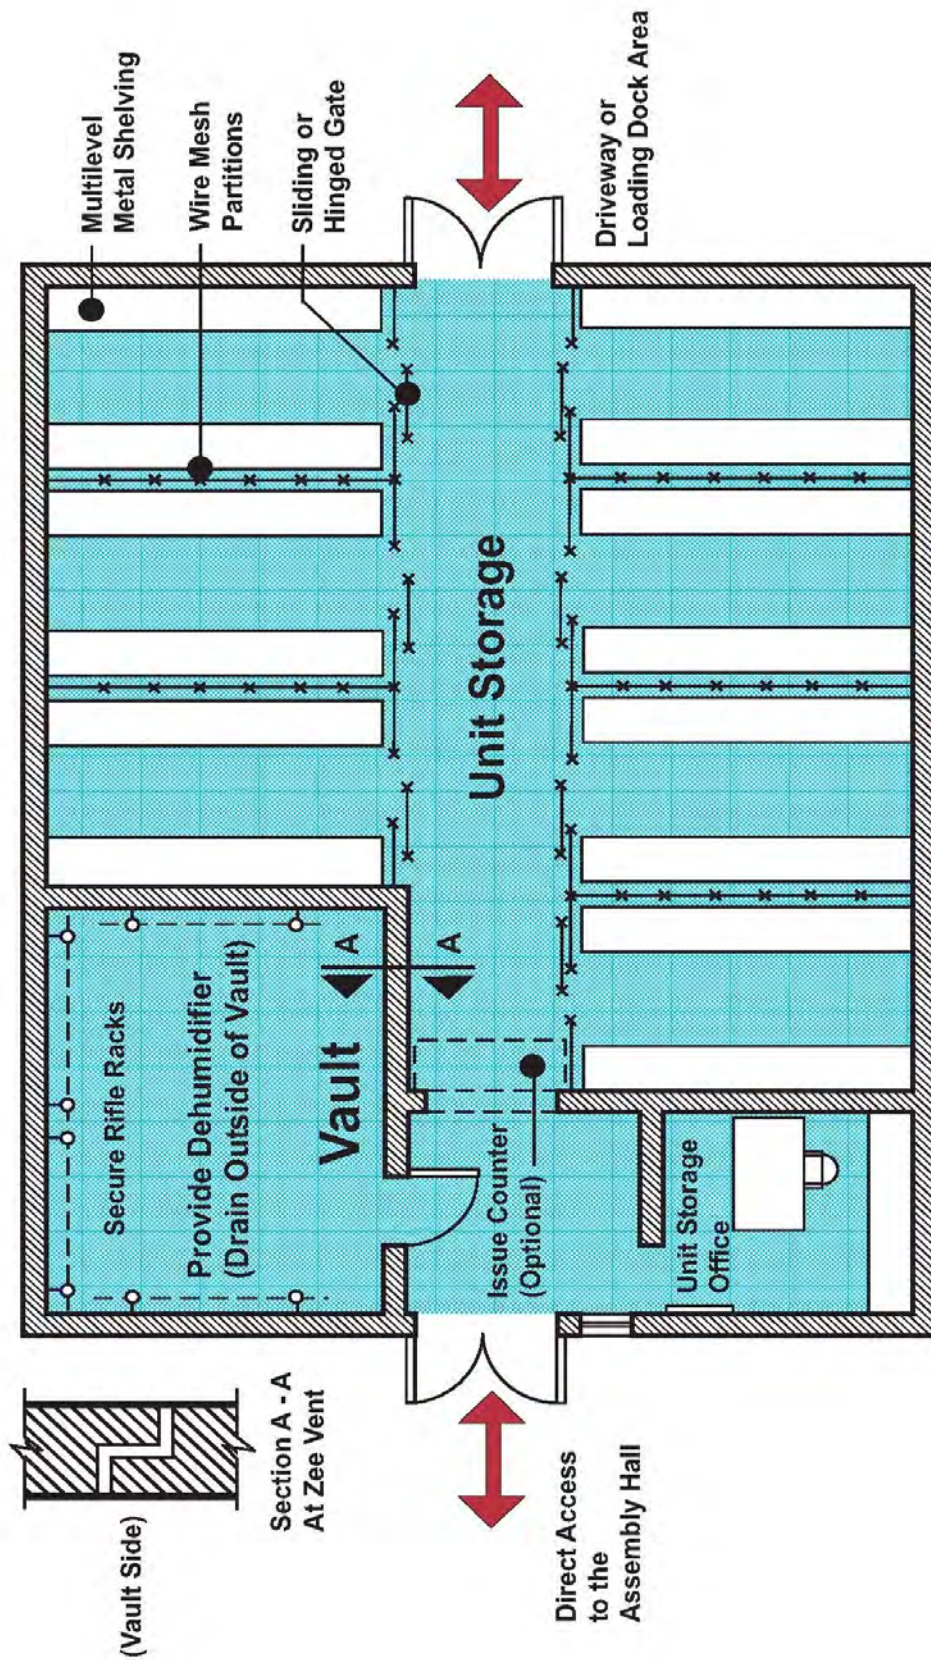 Multilevel
Metal Shelving
Wire Mesh
Partitions
Sliding or
Hinged Gate
Driveway or
Loading Dock Area
Unit Storage
Secure Rifle Racks
Provide Dehumidifier
(Drain Outside of Vault)
Vault
A
A
Issue Counter
(Optional)
Unit Storage
Office
(Vault Side)
Section A - A
At Zee Vent
Direct Access
to the
Assembly Hall